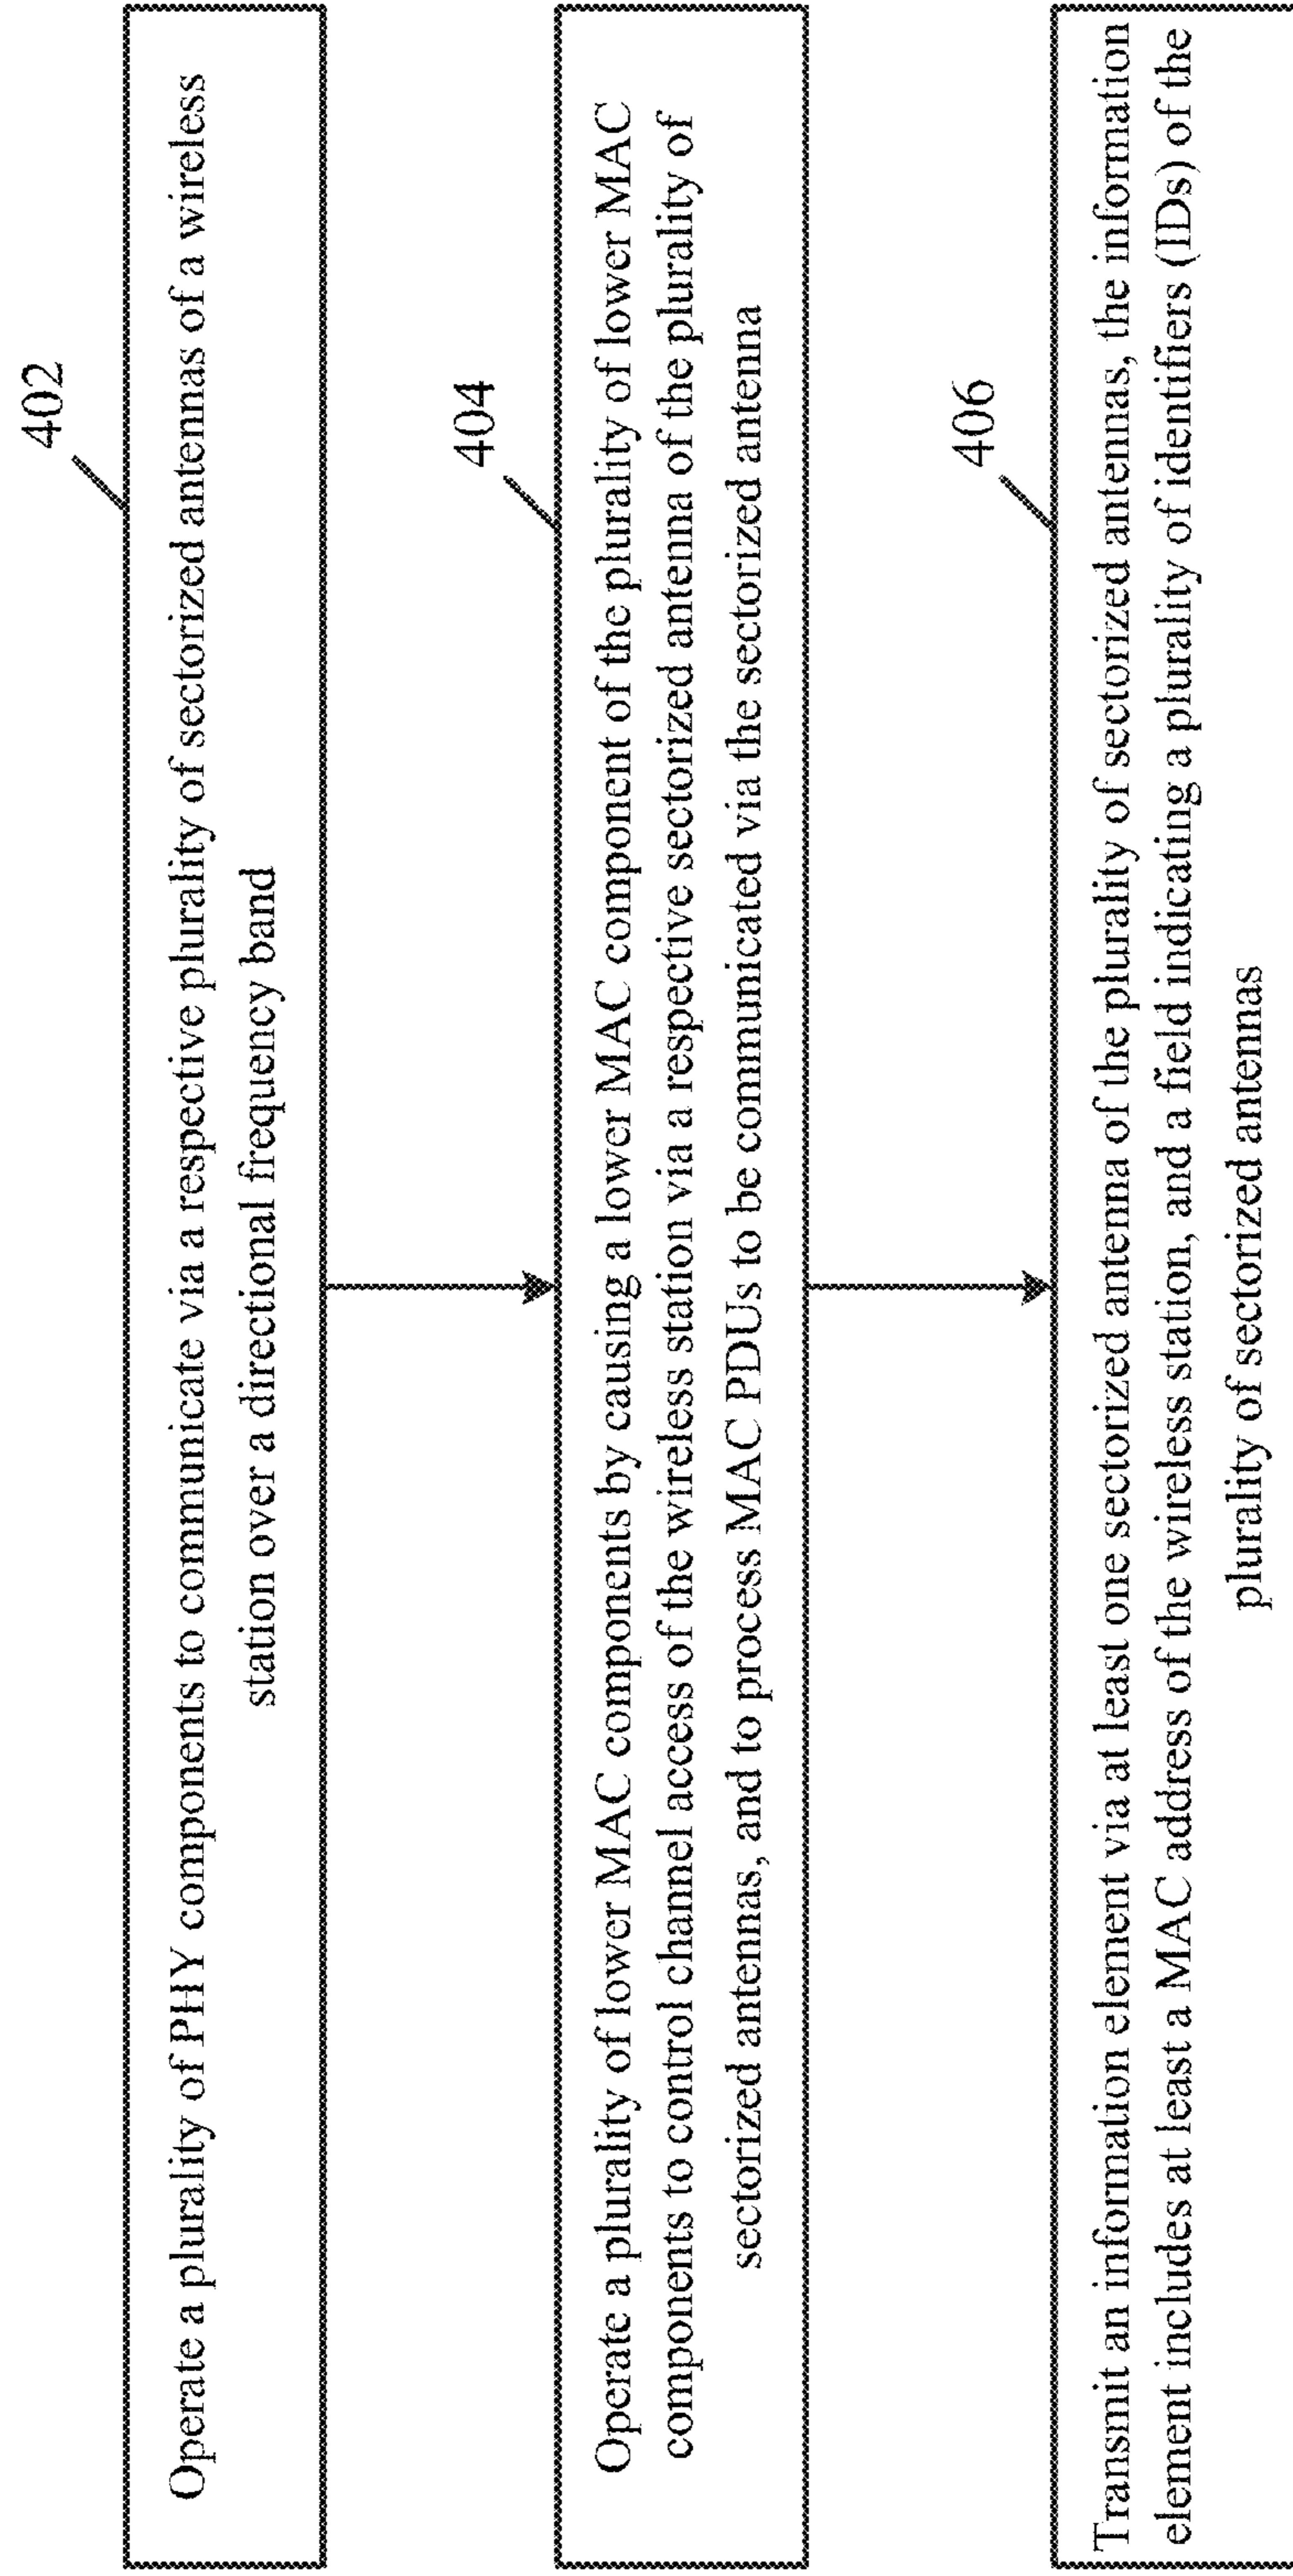 402
Operate a plurality of PHY components to communicate via a respective plurality of sectorized antennas of a wireless
station over a directional frequency band
404
Operate a plurality of lower MAC components by causing a lower MAC component of the plurality of lower MAC
components to control channel access of the wireless station via a respective sectorized antenna of the plurality of
sectorized antennas, and to process MAC PDUs to be communicated via the sectorized antenna
406
Transmit an information element via at least one sectorized antenna of the plurality of sectorized antennas, the information
element includes at least a MAC address of the wireless station, and a field indicating a plurality of identifiers (IDs) of the
plurality of sectorized antennas